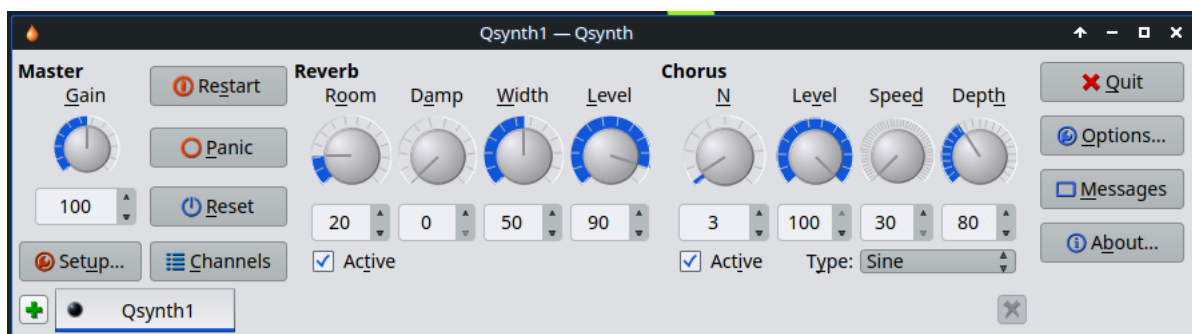 Qsynth1 — Qsynth
Master
Gain
100
Restart
Panic
Reset
Setup...
Channels
Reverb
Room Damp Width Level
20 0 50 90
Active
Chorus
N Level Speed Depth
3 100 30 80
Active Type: Sine
Quit
Options...
Messages
About...
Qsynth1